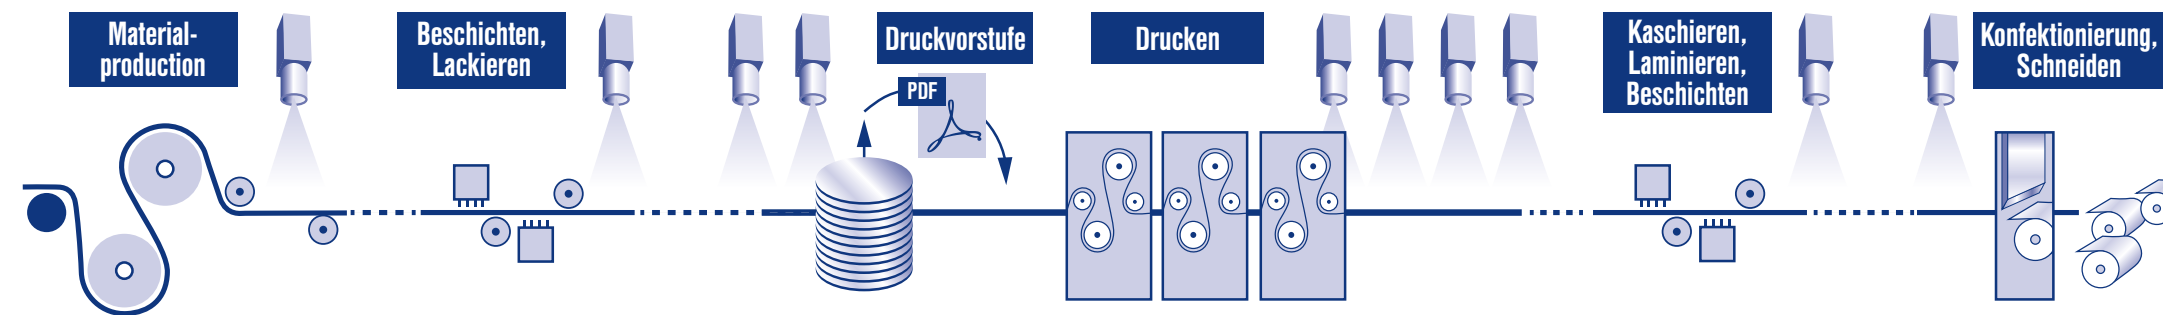 Material-
production
Beschichten,
Lackieren
Druckvorstufe
PDF
Drucken
Kaschieren,
Laminieren,
Beschichten
Konfektionierung,
Schneiden